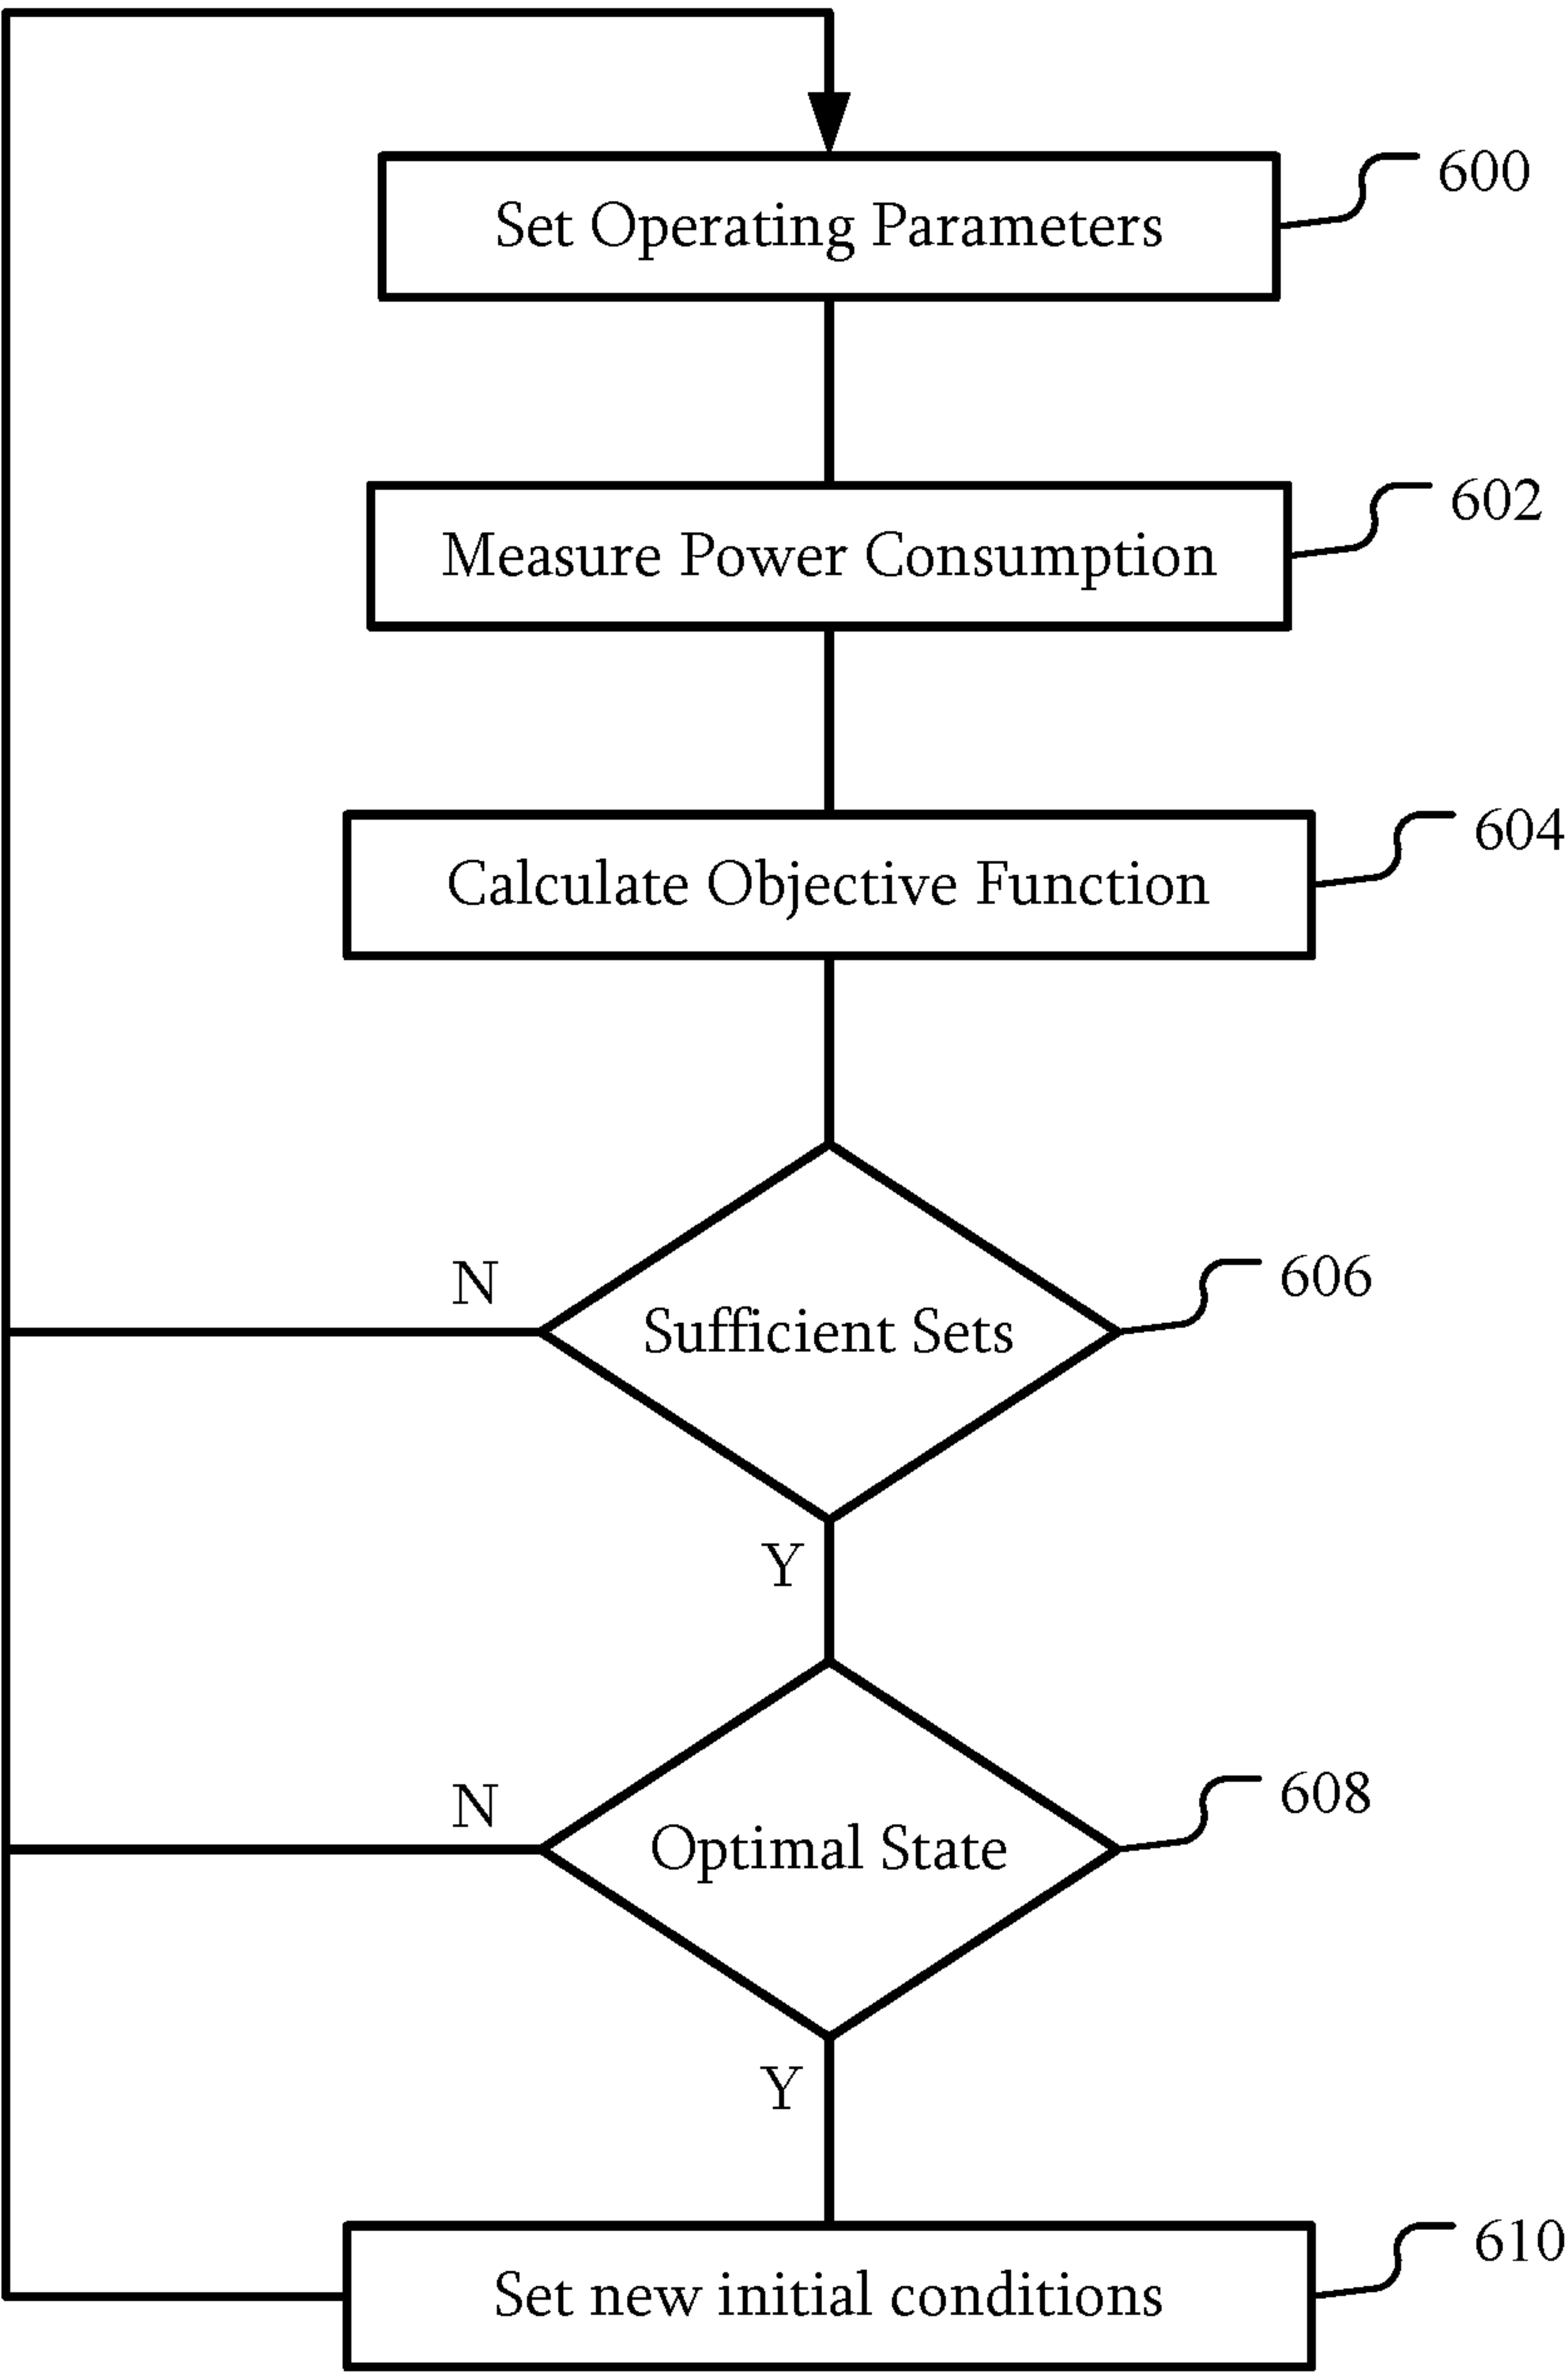 600
Set Operating Parameters
602
Measure Power Consumption
604
Calculate Objective Function
606
N
Sufficient Sets
Y
608
N
Optimal State
Y
610
Set new initial conditions